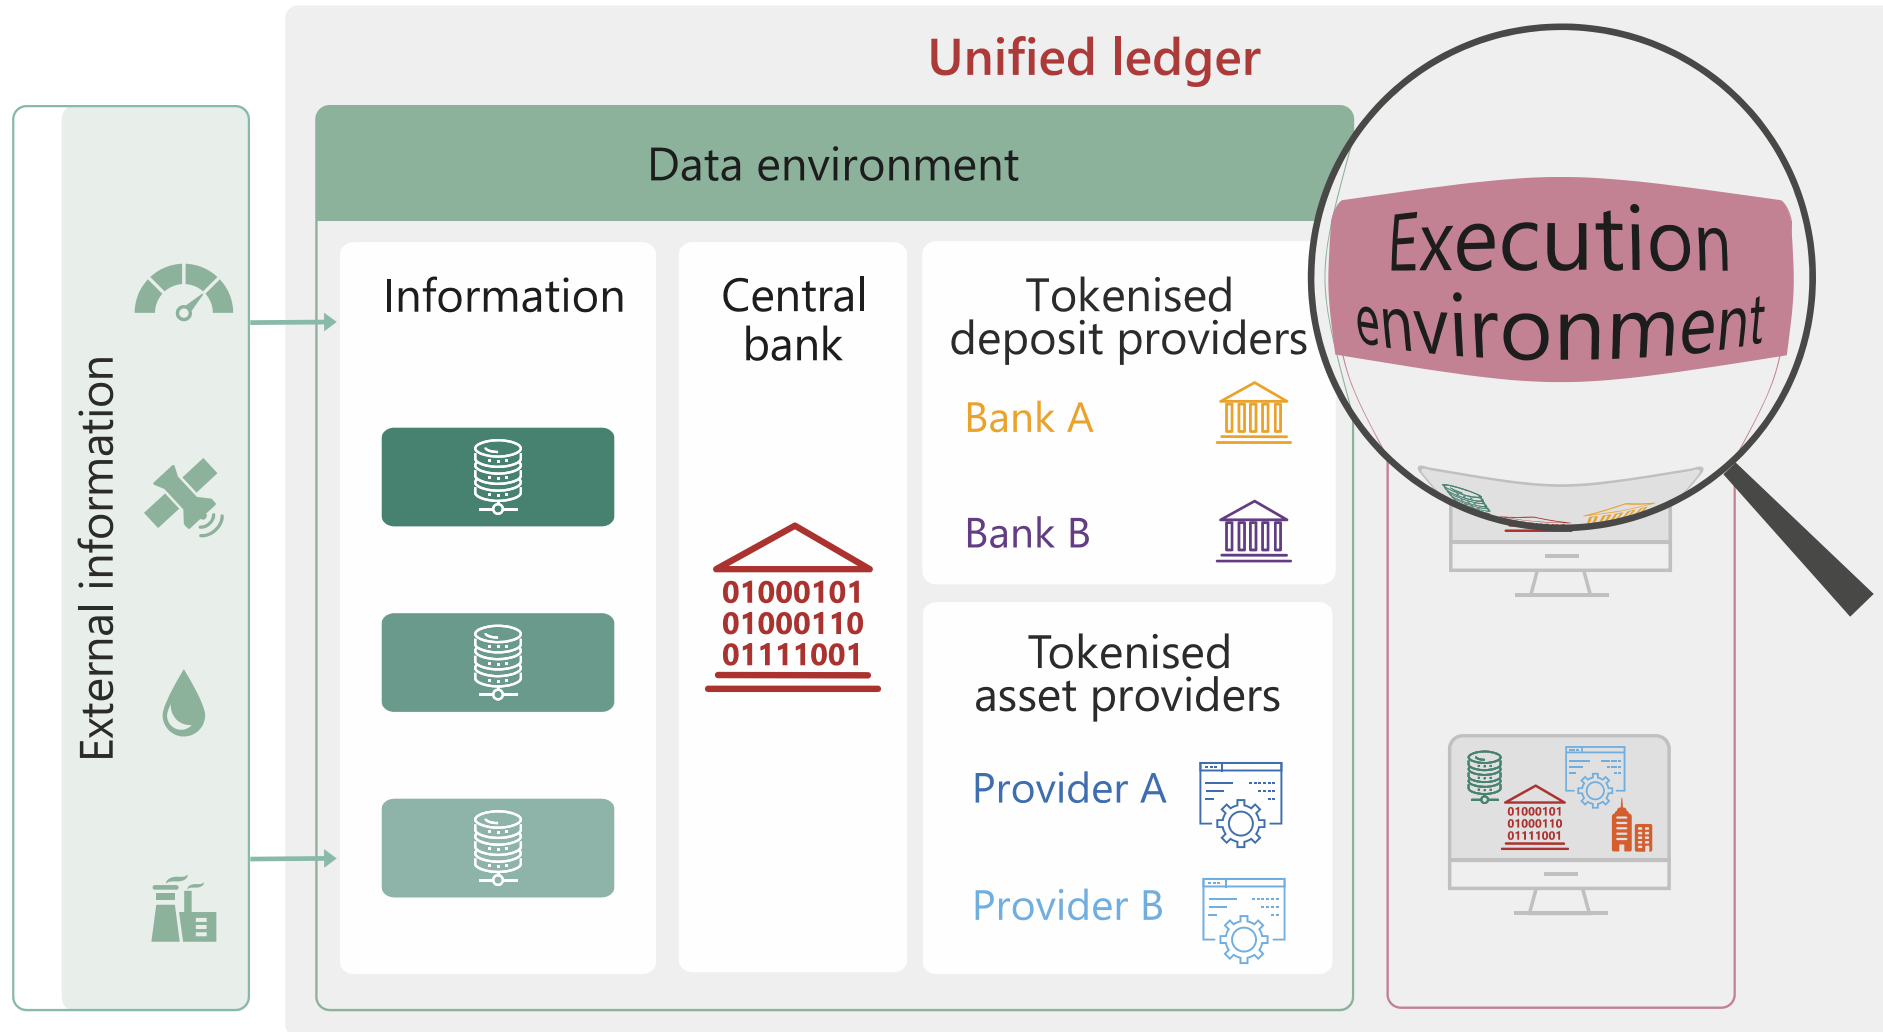 Unified ledger
External information
Data environment
Information
Central
bank
01000101
01000110
01111001
Tokenised
deposit providers
Bank A
Bank B
Tokenised
asset providers
Provider A
Provider B
Execution
environment
01000101
01000110
01111001